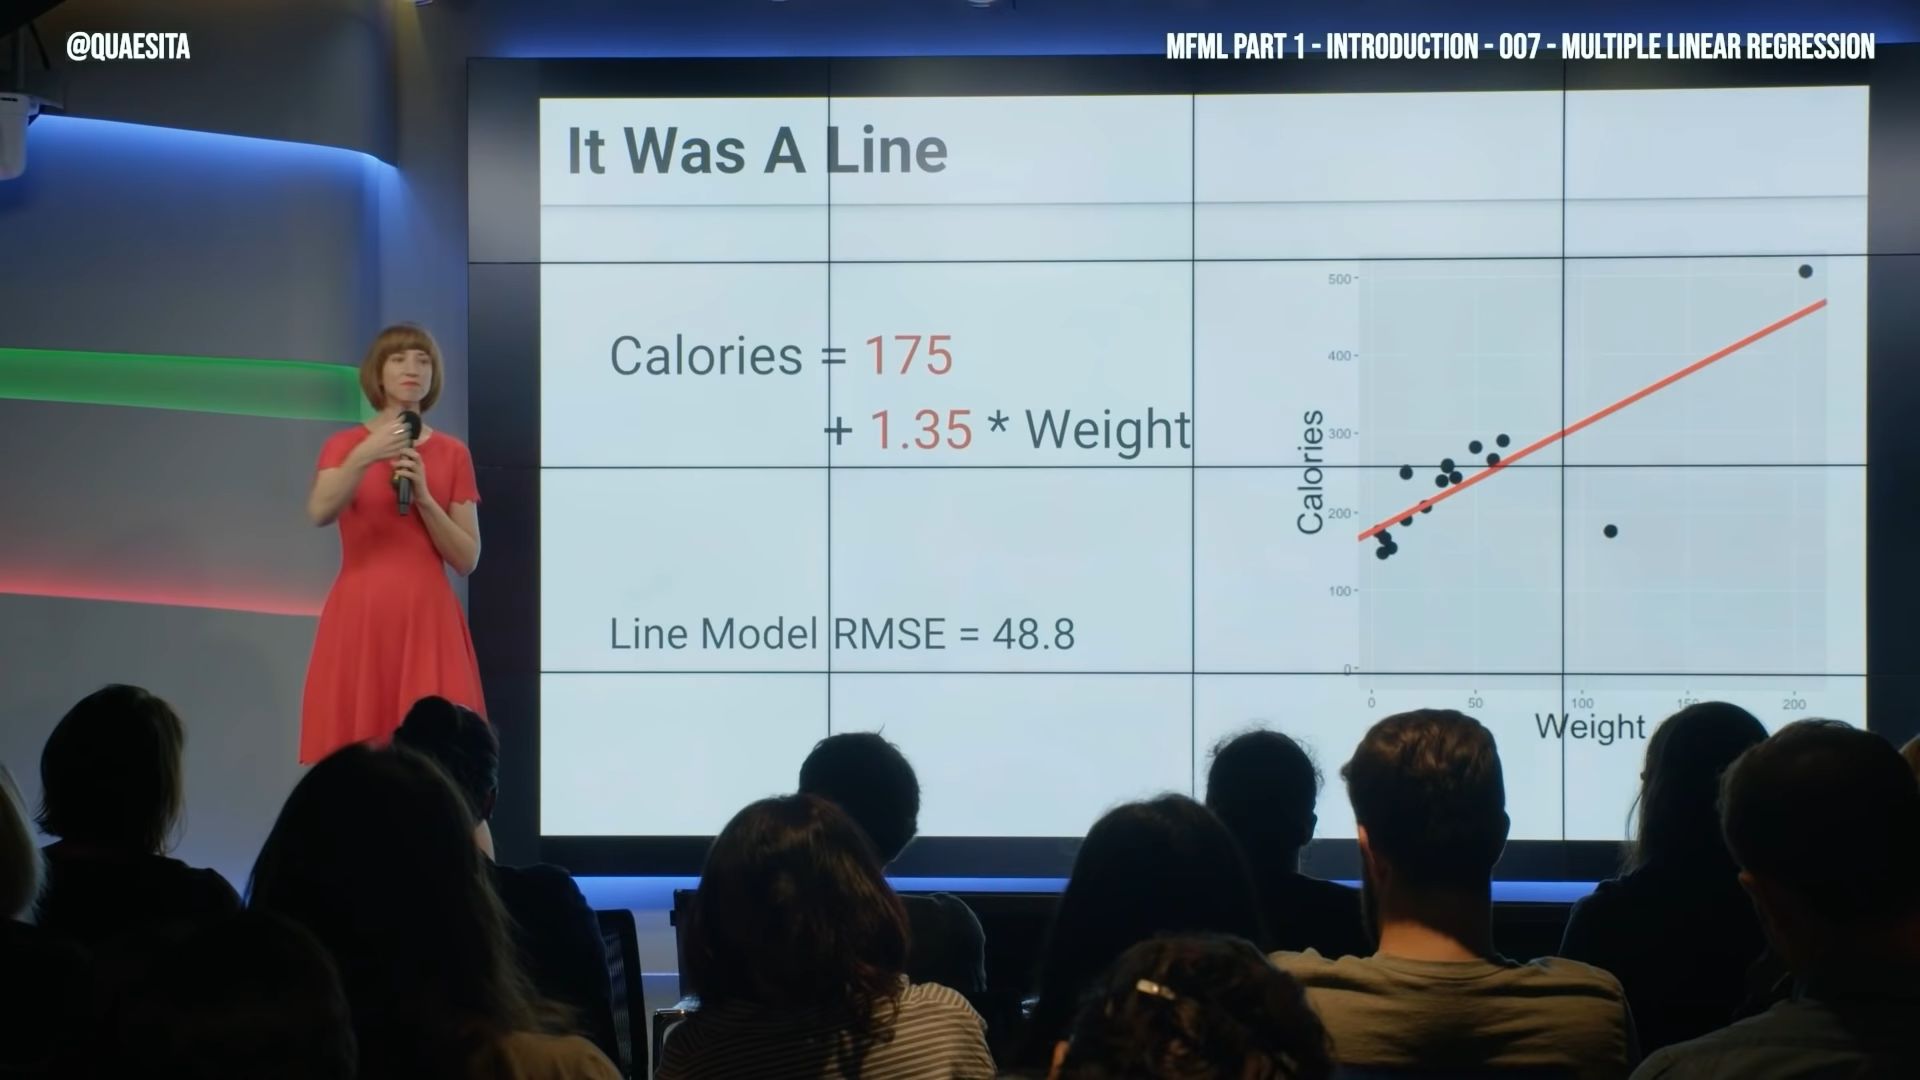 @QUAESITA
MFML PART 1 - INTRODUCTION - 007 - MULTIPLE LINEAR REGRESSION
It Was A Line
Calories = 175
+ 1.35 * Weight
Line Model RMSE = 48.8
500
400
300
200
100
0
Calories
0 50 100 150 200
Weight